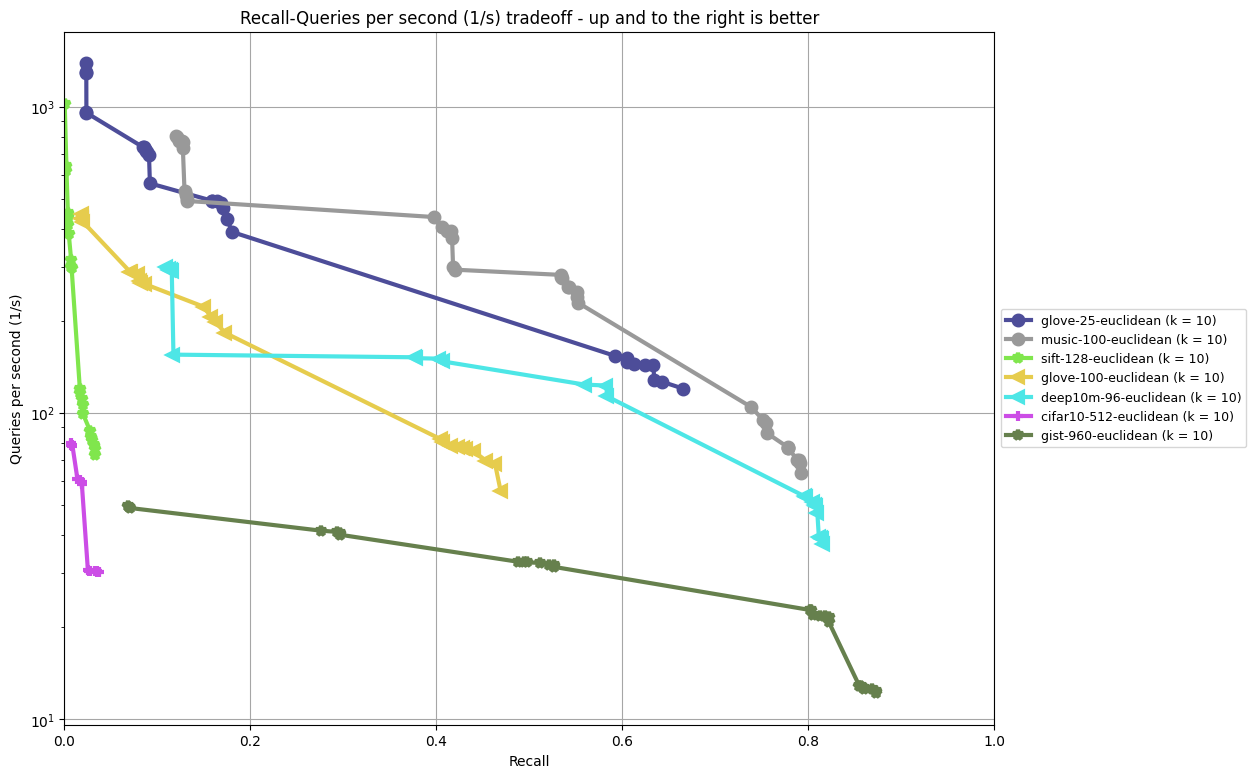 Recall-Queries per second (1/s) tradeoff - up and to the right is better
Queries per second (1/s)
10³
10²
10¹
0.0
0.2
0.4
0.6
0.8
1.0
Recall
glove-25-euclidean (k = 10)
music-100-euclidean (k = 10)
sift-128-euclidean (k = 10)
glove-100-euclidean (k = 10)
deep10m-96-euclidean (k = 10)
cifar10-512-euclidean (k = 10)
gist-960-euclidean (k = 10)